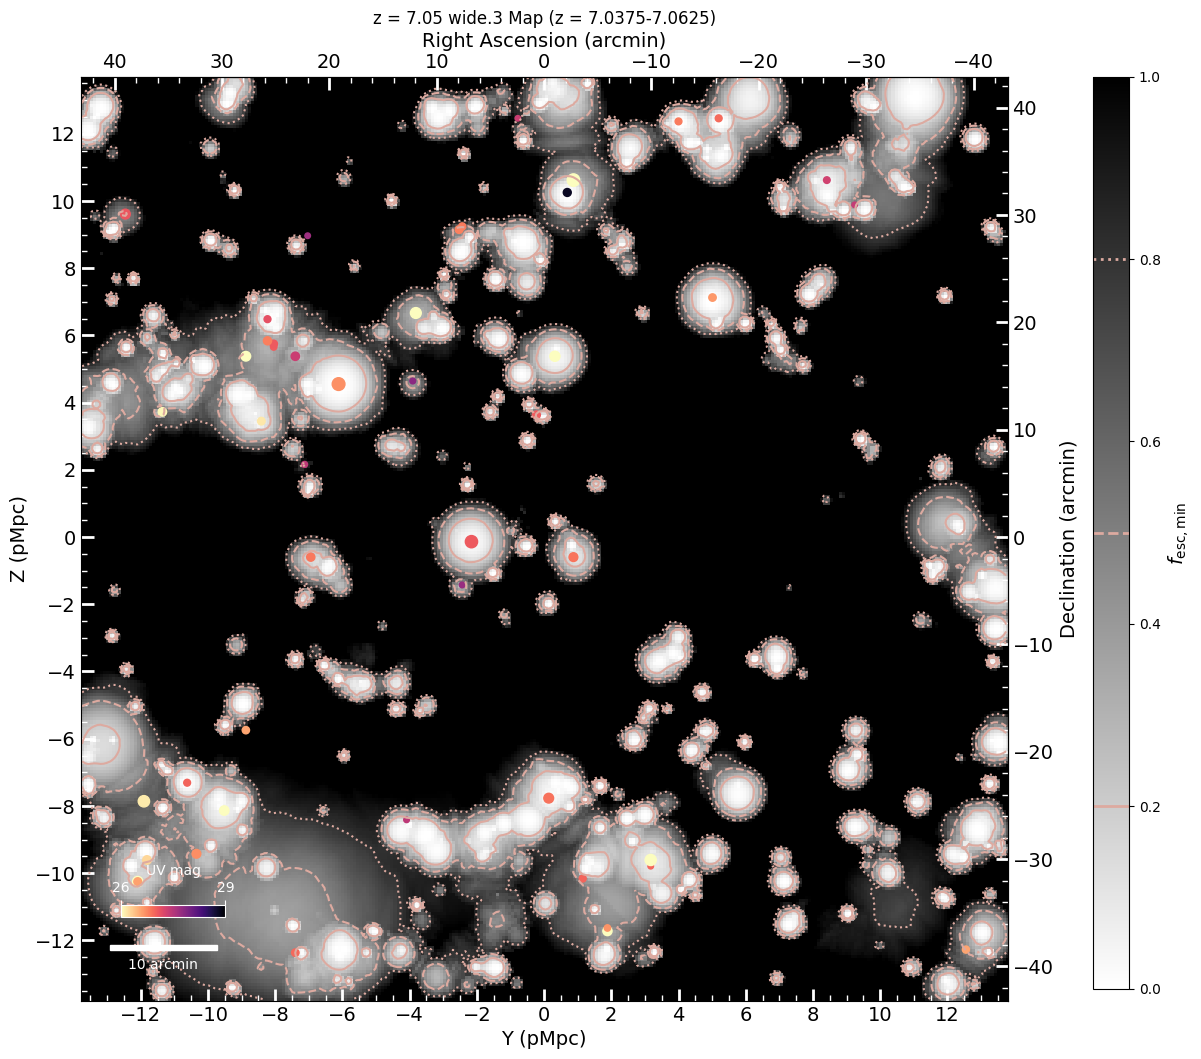 z = 7.05 wide.3 Map (z = 7.0375-7.0625)
Right Ascension (arcmin)
40 30 20 10 0 −10 −20 −30 −40
12
10
8
6
4
2
0
−2
−4
−6
−8
−10
−12
Z (pMpc)
UV mag
26 29
10 arcmin
−12 −10 −8 −6 −4 −2 0 2 4 6 8 10 12
Y (pMpc)
40
30
20
10
0
−10
−20
−30
−40
Declination (arcmin)
1.0
0.8
0.6
0.4
0.2
0.0
fesc,min